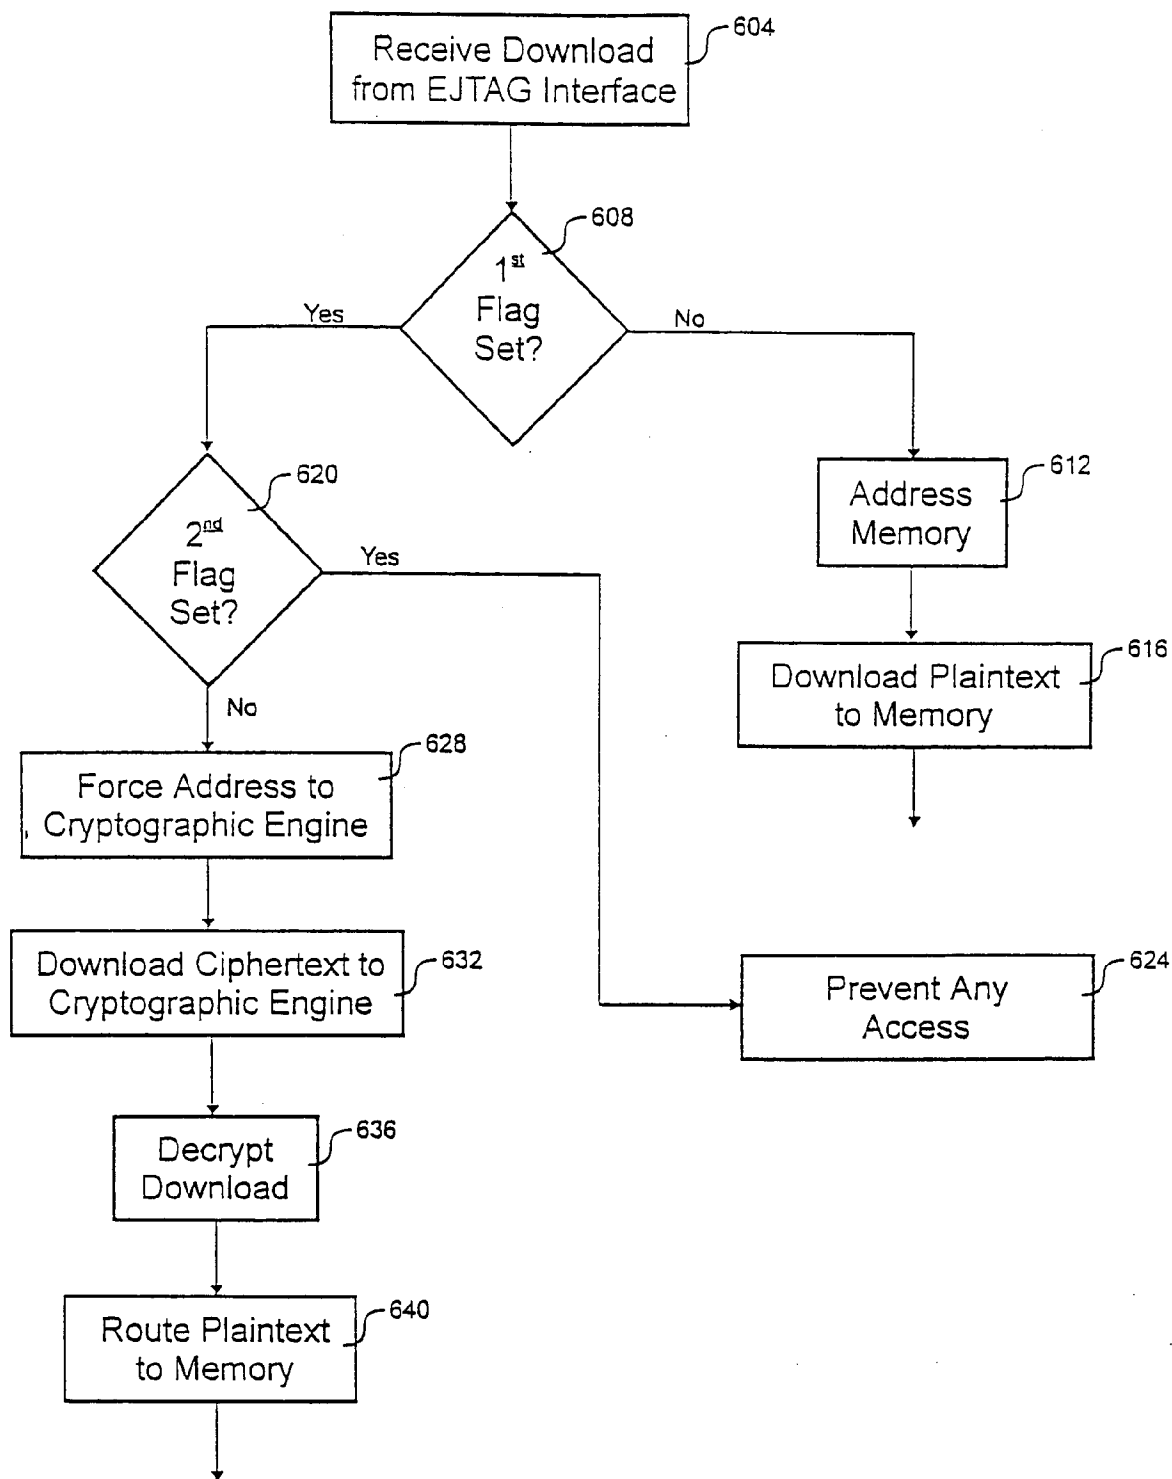 Receive Download
from EJTAG Interface
604
608
1st
Flag
Set?
Yes
No
620
2nd
Flag
Set?
Yes
No
612
Address
Memory
616
Download Plaintext
to Memory
628
Force Address to
Cryptographic Engine
632
Download Ciphertext to
Cryptographic Engine
624
Prevent Any
Access
636
Decrypt
Download
640
Route Plaintext
to Memory